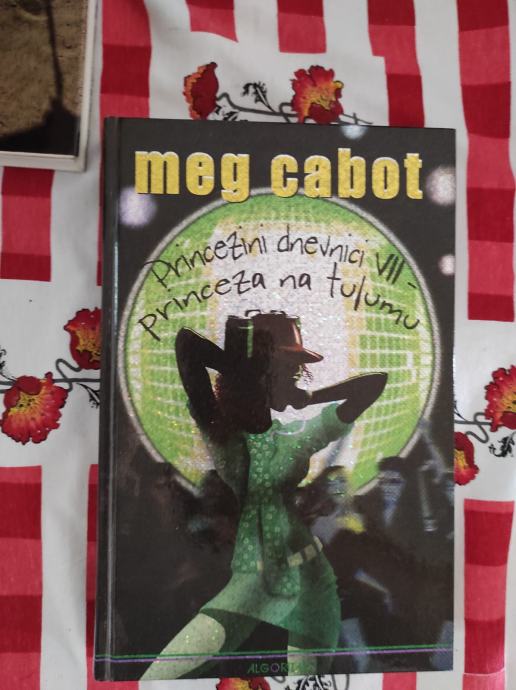 meg cabot
Princezini dnevnici VII -
princeza na tulumu